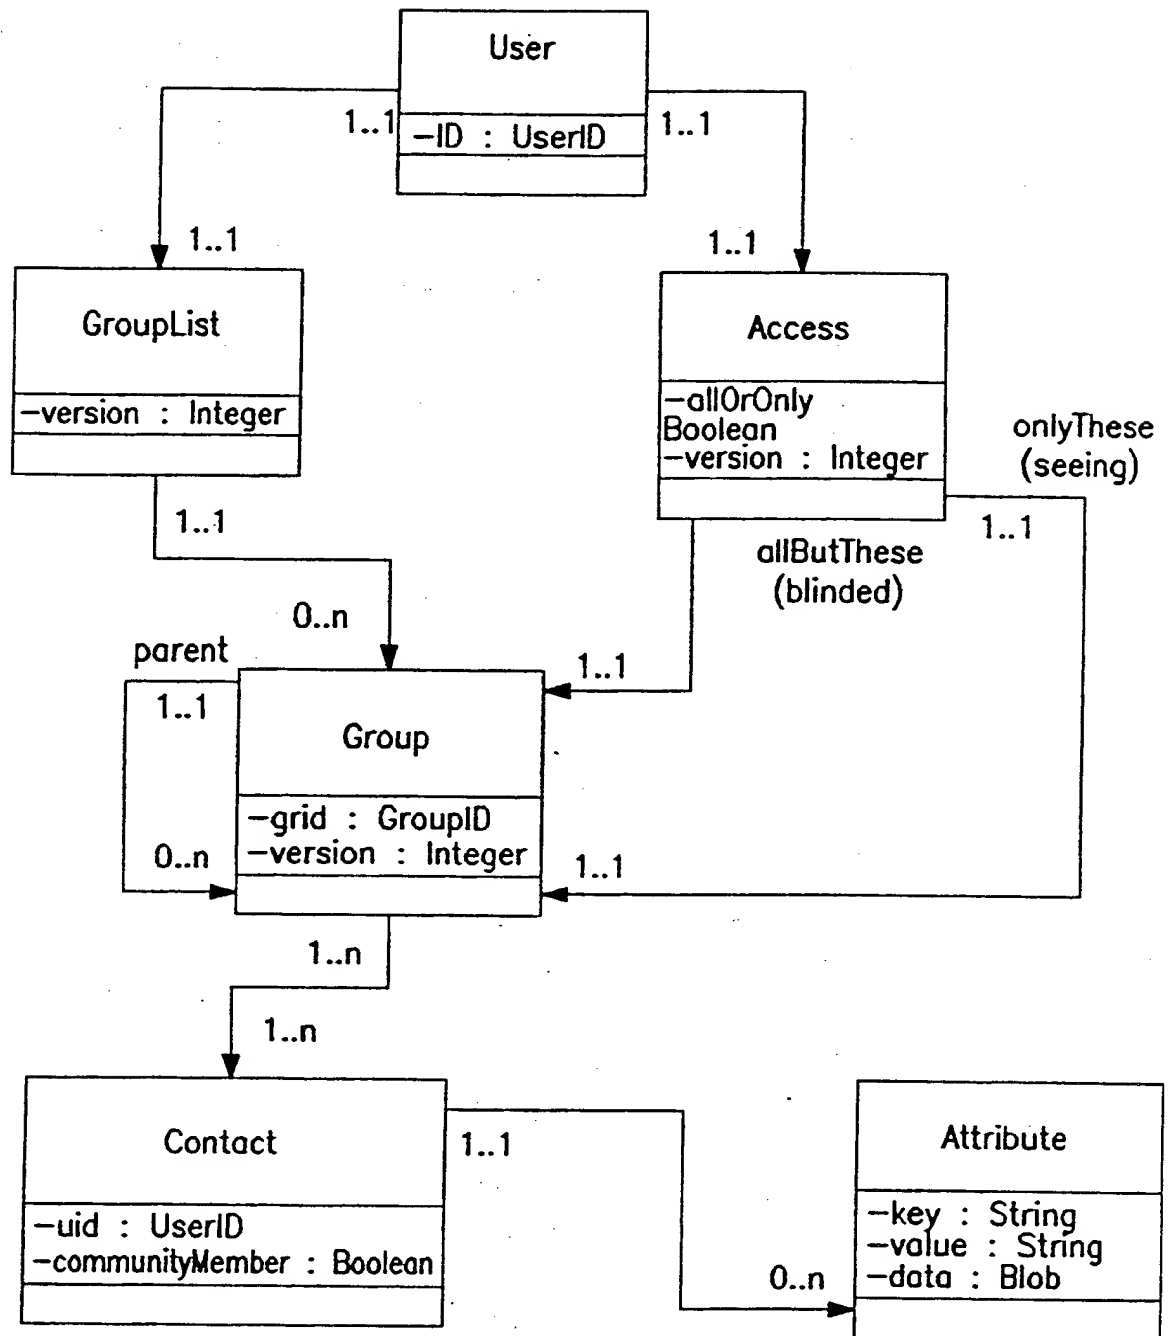 User
1..1
-ID : UserID
1..1
1..1
1..1
GroupList
-version : Integer
Access
-allOrOnly
Boolean
-version : Integer
onlyThese
(seeing)
1..1
1..1
allButThese
(blinded)
0..n
parent
1..1
1..1
Group
-grid : GroupID
-version : Integer
0..n
1..1
1..n
1..n
Contact
-uid : UserID
-communityMember : Boolean
1..1
Attribute
-key : String
-value : String
-data : Blob
0..n